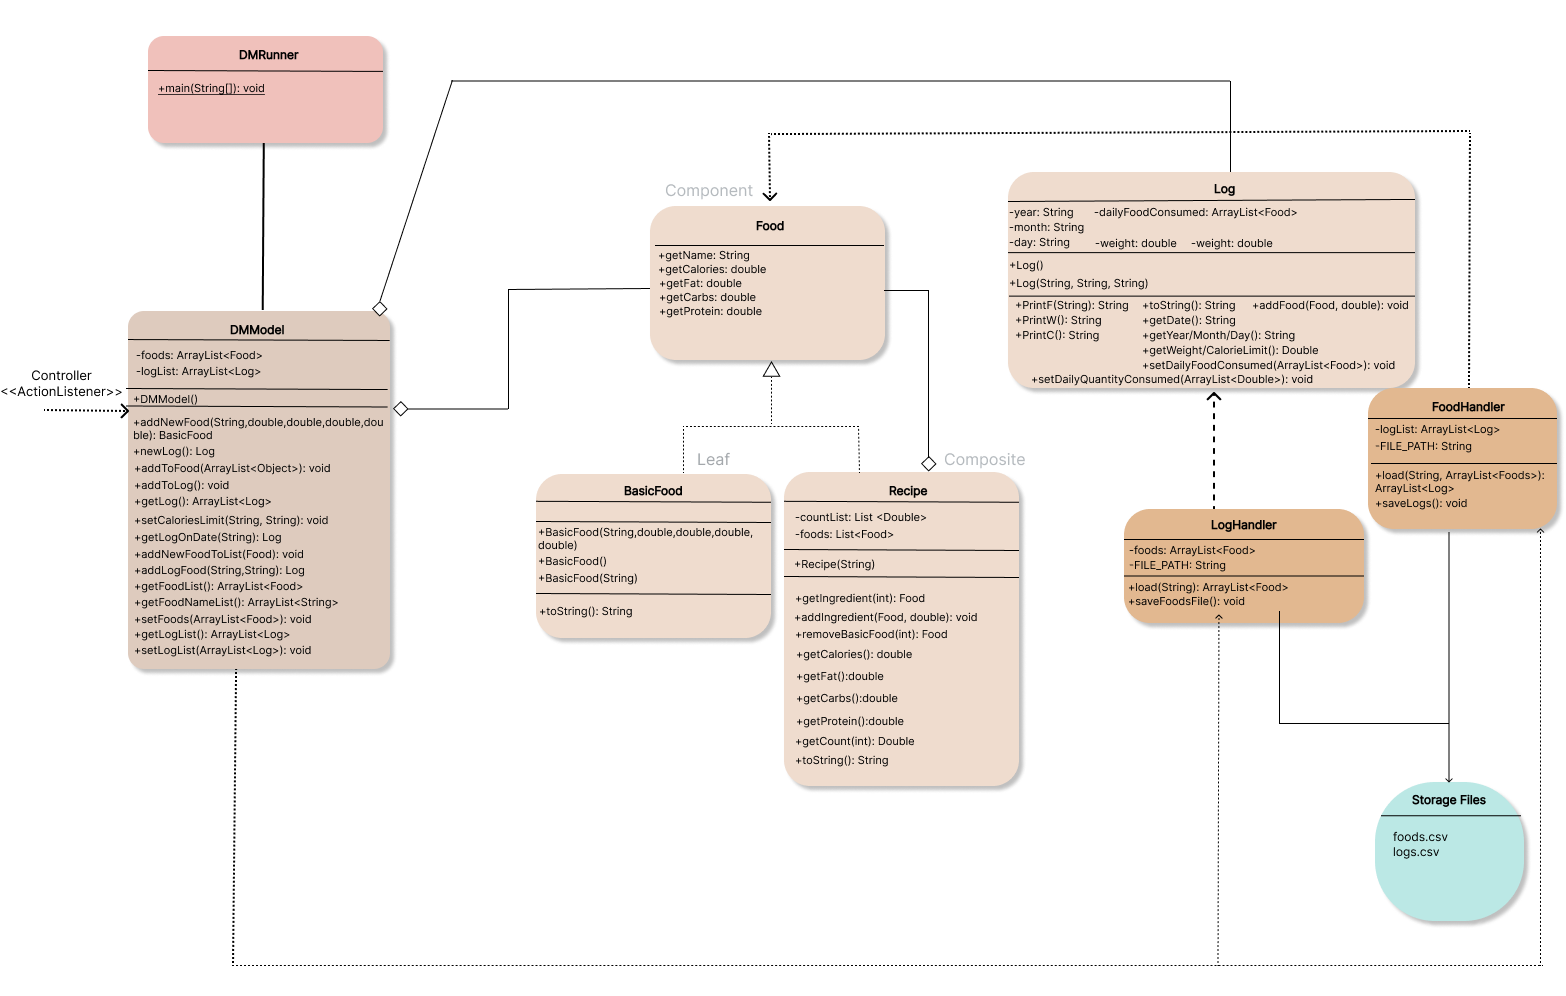 DMRunner
+main(String[]): void
Controller
<<ActionListener>>
DMModel
-foods: ArrayList<Food>
-logList: ArrayList<Log>
+DMModel()
+addNewFood(String,double,double,double,dou
ble): BasicFood
+newLog(): Log
+addToFood(ArrayList<Object>): void
+addToLog(): void
+getLog(): ArrayList<Log>
+setCaloriesLimit(String, String): void
+getLogOnDate(String): Log
+addNewFoodToList(Food): void
+addLogFood(String,String): Log
+getFoodList(): ArrayList<Food>
+getFoodNameList(): ArrayList<String>
+setFoods(ArrayList<Food>): void
+getLogList(): ArrayList<Log>
+setLogList(ArrayList<Log>): void
Component
Food
+getName: String
+getCalories: double
+getFat: double
+getCarbs: double
+getProtein: double
Leaf
BasicFood
+BasicFood(String,double,double,double,
double)
+BasicFood()
+BasicFood(String)
+toString(): String
Composite
Recipe
-countList: List <Double>
-foods: List<Food>
+Recipe(String)
+getIngredient(int): Food
+addIngredient(Food, double): void
+removeBasicFood(int): Food
+getCalories(): double
+getFat():double
+getCarbs():double
+getProtein():double
+getCount(int): Double
+toString(): String
Log
-year: String -dailyFoodConsumed: ArrayList<Food>
-month: String
-day: String -weight: double -weight: double
+Log()
+Log(String, String, String)
+PrintF(String): String +toString(): String +addFood(Food, double): void
+PrintW(): String +getDate(): String
+PrintC(): String +getYear/Month/Day(): String
+getWeight/CalorieLimit(): Double
+setDailyFoodConsumed(ArrayList<Food>): void
+setDailyQuantityConsumed(ArrayList<Double>): void
FoodHandler
-logList: ArrayList<Log>
-FILE_PATH: String
+load(String, ArrayList<Foods>):
ArrayList<Log>
+saveLogs(): void
LogHandler
-foods: ArrayList<Food>
-FILE_PATH: String
+load(String): ArrayList<Food>
+saveFoodsFile(): void
Storage Files
foods.csv
logs.csv